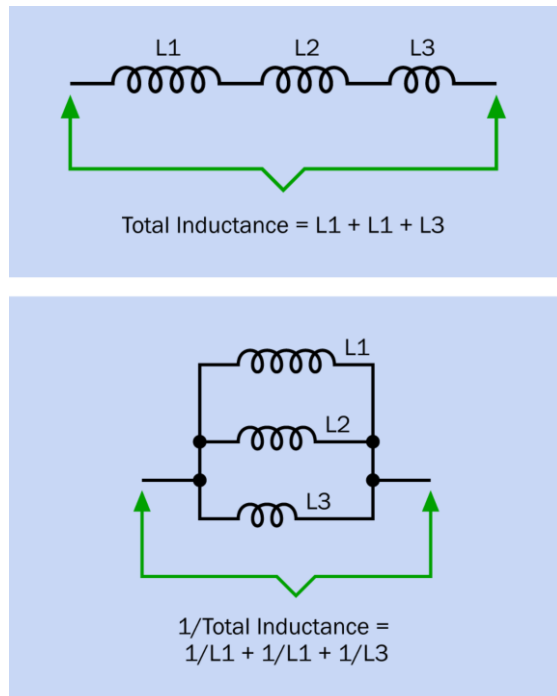 L1 L2 L3
Total Inductance = L1 + L1 + L3
L1
L2
L3
1/Total Inductance =
1/L1 + 1/L1 + 1/L3